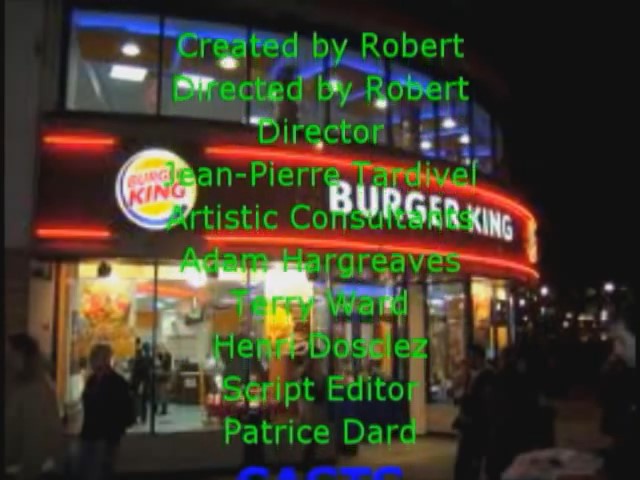 Created by Robert
Directed by Robert
Director
Jean-Pierre Tardivel
Artistic Consultants
Adam Hargreaves
Terry Ward
Henri Dosclez
Script Editor
Patrice Dard
CASTS
BURGER KING
BURGER KING